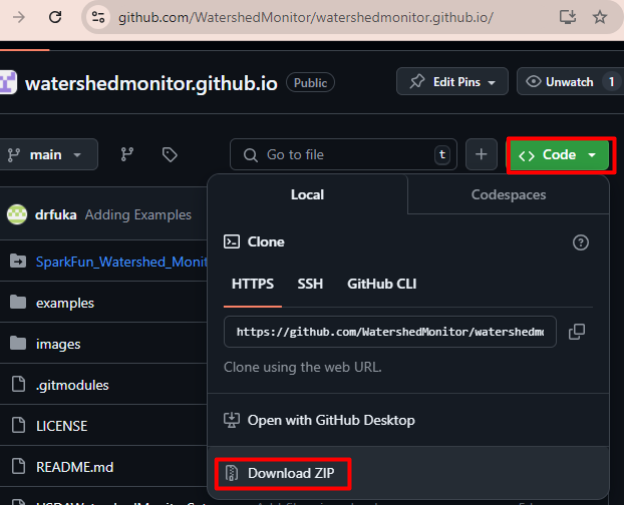 github.com/WatershedMonitor/watershedmonitor.github.io/
watershedmonitor.github.io Public Edit Pins Unwatch 1
main Go to file t Code
Local Codespaces
drfuka Adding Examples
Clone
SparkFun_Watershed_Monit
HTTPS SSH GitHub CLI
examples
https://github.com/WatershedMonitor/watershedm
images
Clone using the web URL.
.gitmodules
Open with GitHub Desktop
LICENSE
README.md
Download ZIP